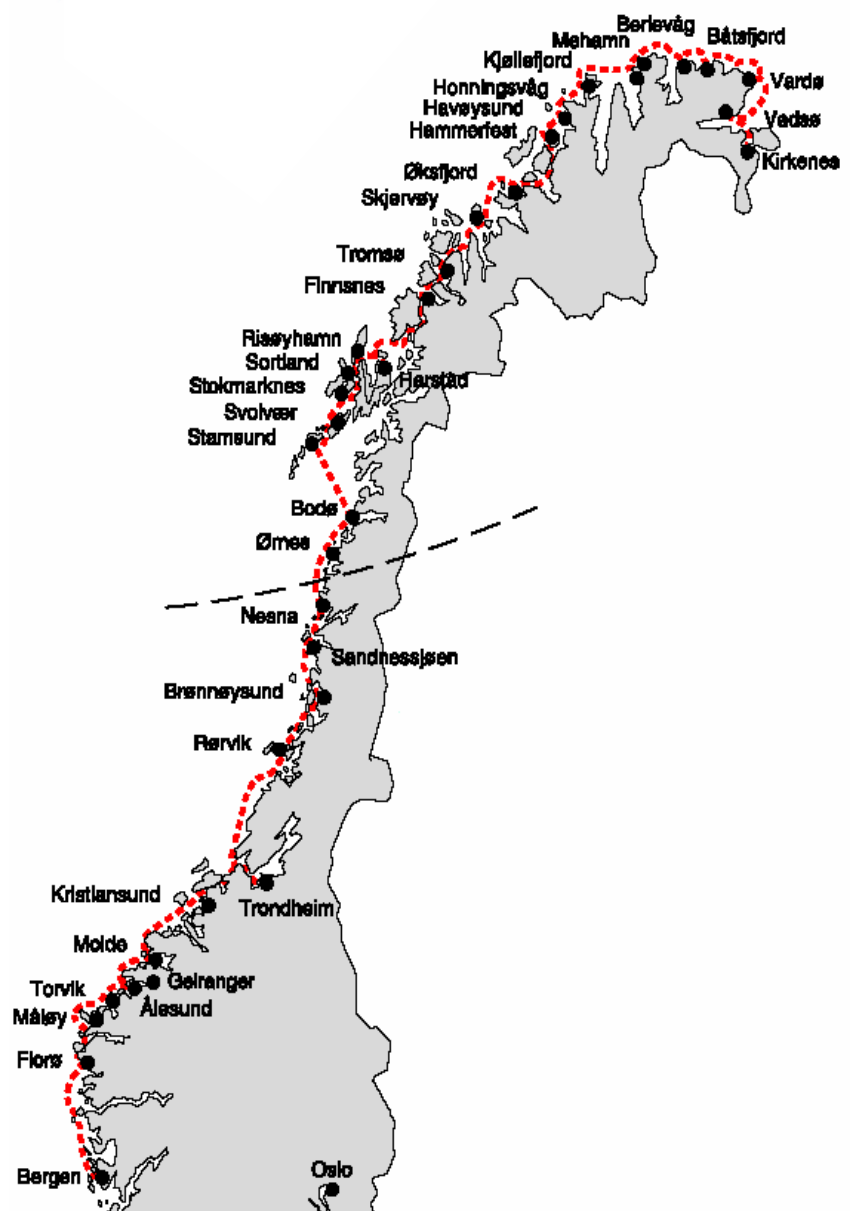 Berlevåg
Mehamn
Båtsfjord
Kjøllefjord
Vardø
Honningsvåg
Havøysund
Vadsø
Hammerfest
Kirkenes
Øksfjord
Skjervøy
Tromsø
Finnsnes
Risøyhamn
Sortland
Harstad
Stokmarknes
Svolvær
Stamsund
Bodø
Ørnes
Nesna
Sandnessjøen
Brønnøysund
Rørvik
Kristiansund
Trondheim
Molde
Geiranger
Torvik
Ålesund
Måløy
Florø
Bergen
Oslo